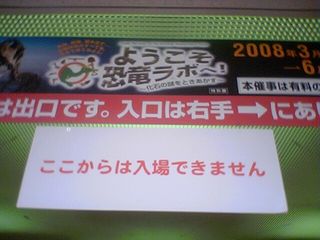 ようこそ
恐竜ラボへ!
〜化石の謎をときあかす〜
2008年3月
—6月
本催事は有料の
は出口です。入口は右手→にあり
ここからは入場できません